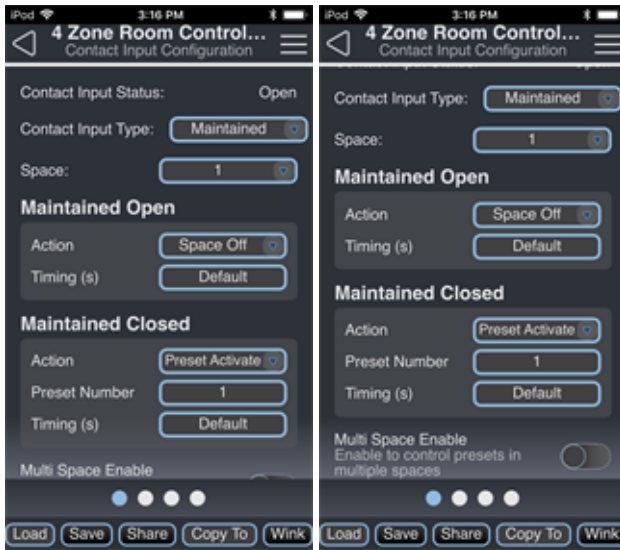 iPod 3:16 PM
4 Zone Room Control...
Contact Input Configuration
Contact Input Status: Open
Contact Input Type: Maintained
Space: 1
Maintained Open
Action Space Off
Timing (s) Default
Maintained Closed
Action Preset Activate
Preset Number 1
Timing (s) Default
Multi Space Enable
Load Save Share Copy To Wink
iPod 3:16 PM
4 Zone Room Control...
Contact Input Configuration
Contact Input Type: Maintained
Space: 1
Maintained Open
Action Space Off
Timing (s) Default
Maintained Closed
Action Preset Activate
Preset Number 1
Timing (s) Default
Multi Space Enable
Enable to control presets in
multiple spaces
Load Save Share Copy To Wink